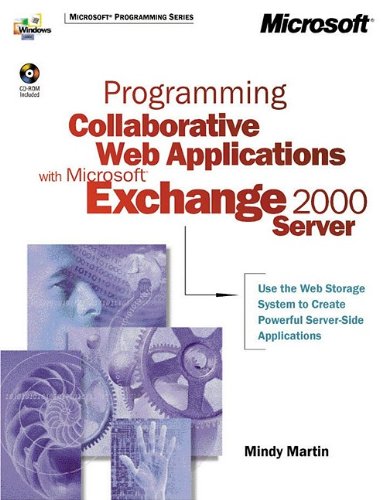 MICROSOFT® PROGRAMMING SERIES
Microsoft®
Windows
CD-ROM
Included
Programming
Collaborative
Web Applications
with Microsoft®
Exchange 2000
Server
Use the Web Storage
System to Create
Powerful Server-Side
Applications
Mindy Martin